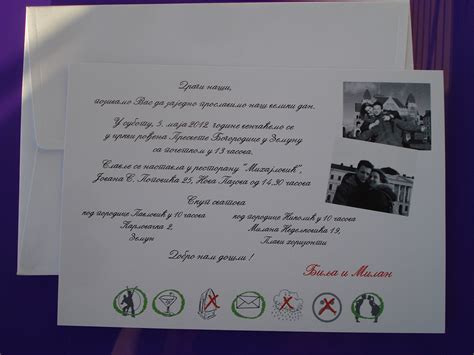 Драги наши,
позивамо Вас да заједно прославимо наш велики дан.
У суботу, 5. маја 2012. године венчаћемо се
у цркви рођења Пресвете Богородице у Земуну
са почетком у 13 часова.
Славље се наставља у ресторану "Михајловић",
Јована С. Поповића 25, Нова Пазова од 14,30 часова
Скуп сватова
под породице Павловић у 10 часова
Карловачка 2,
Земун
под породице Николић у 10 часова
Милана Недељковића 19,
Плави хоризонти
Добро нам дошли !
Биља и Милан